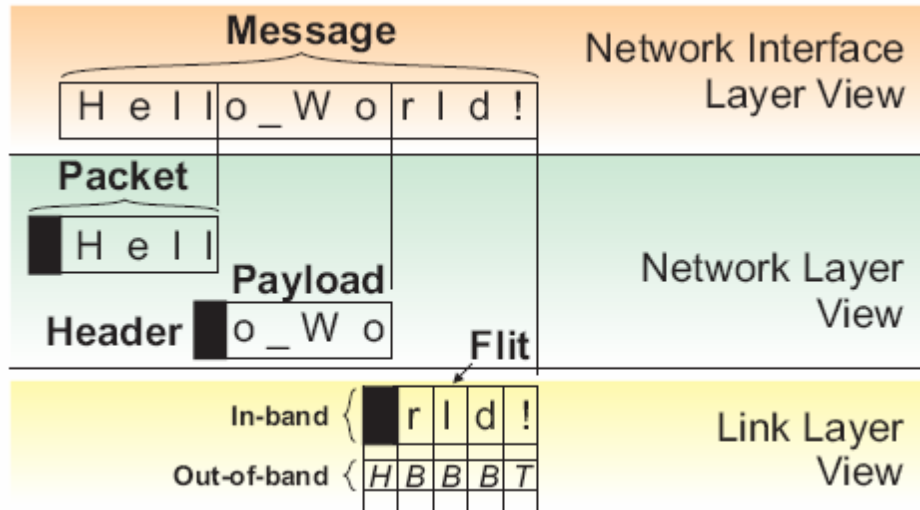 Message
Network Interface
Layer View
H e l l o _ W o r l d !
Packet
H e l l
Payload
Network Layer
View
Header
o _ W o
Flit
In-band
r l d !
Link Layer
View
Out-of-band
H B B B T